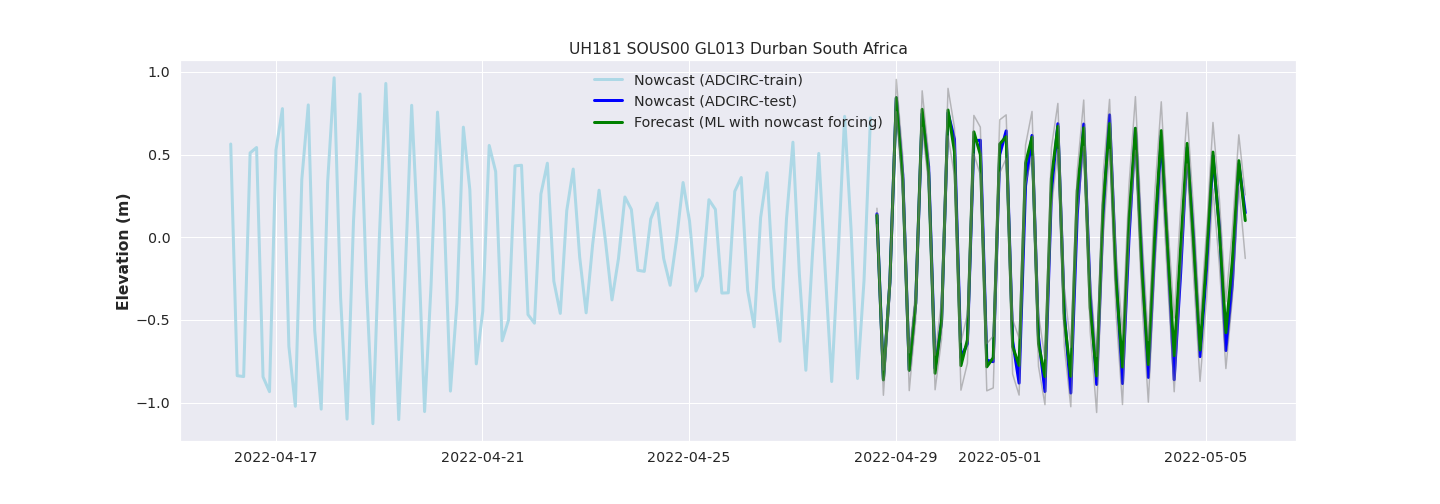 UH181 SOUS00 GL013 Durban South Africa
Nowcast (ADCIRC-train)
Nowcast (ADCIRC-test)
Forecast (ML with nowcast forcing)
Elevation (m)
1.0
0.5
0.0
−0.5
−1.0
2022-04-17 2022-04-21 2022-04-25 2022-04-29 2022-05-01 2022-05-05